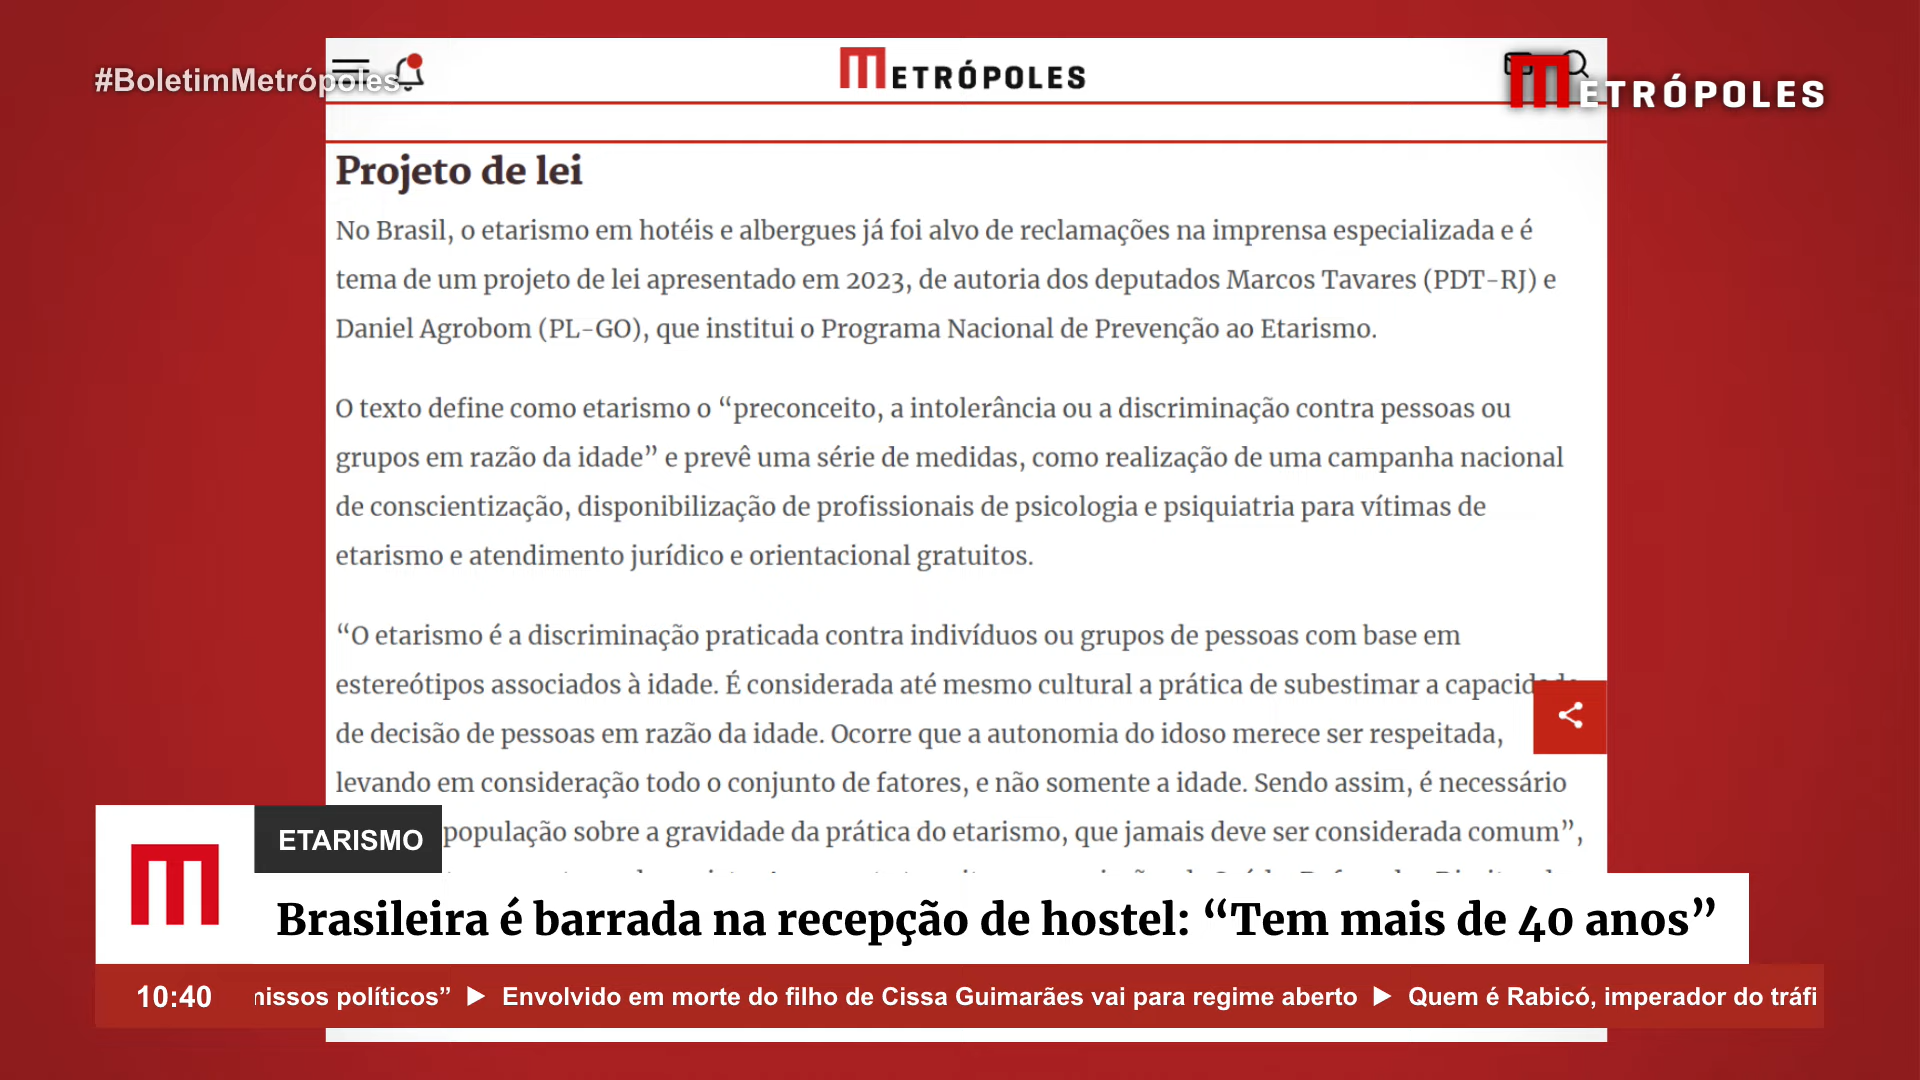 #BoletimMetrópoles
METRÓPOLES
METRÓPOLES
Projeto de lei
No Brasil, o etarismo em hotéis e albergues já foi alvo de reclamações na imprensa especializada e é
tema de um projeto de lei apresentado em 2023, de autoria dos deputados Marcos Tavares (PDT-RJ) e
Daniel Agrobom (PL-GO), que institui o Programa Nacional de Prevenção ao Etarismo.
O texto define como etarismo o “preconceito, a intolerância ou a discriminação contra pessoas ou
grupos em razão da idade” e prevê uma série de medidas, como realização de uma campanha nacional
de conscientização, disponibilização de profissionais de psicologia e psiquiatria para vítimas de
etarismo e atendimento jurídico e orientacional gratuitos.
“O etarismo é a discriminação praticada contra indivíduos ou grupos de pessoas com base em
estereótipos associados à idade. É considerada até mesmo cultural a prática de subestimar a capacidade
de decisão de pessoas em razão da idade. Ocorre que a autonomia do idoso merece ser respeitada,
levando em consideração todo o conjunto de fatores, e não somente a idade. Sendo assim, é necessário
população sobre a gravidade da prática do etarismo, que jamais deve ser considerada comum”,
ETARISMO
Brasileira é barrada na recepção de hostel: “Tem mais de 40 anos”
10:40 missos políticos” ▶ Envolvido em morte do filho de Cissa Guimarães vai para regime aberto ▶ Quem é Rabicó, imperador do tráfi